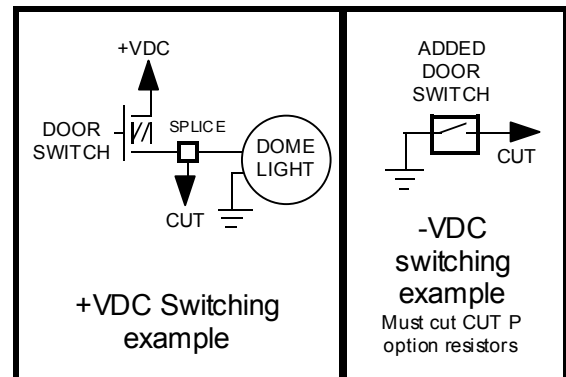 +VDC
DOOR
SWITCH
SPLICE
DOME
LIGHT
CUT
+VDC Switching
example
ADDED
DOOR
SWITCH
CUT
-VDC
switching
example
Must cut CUT P
option resistors